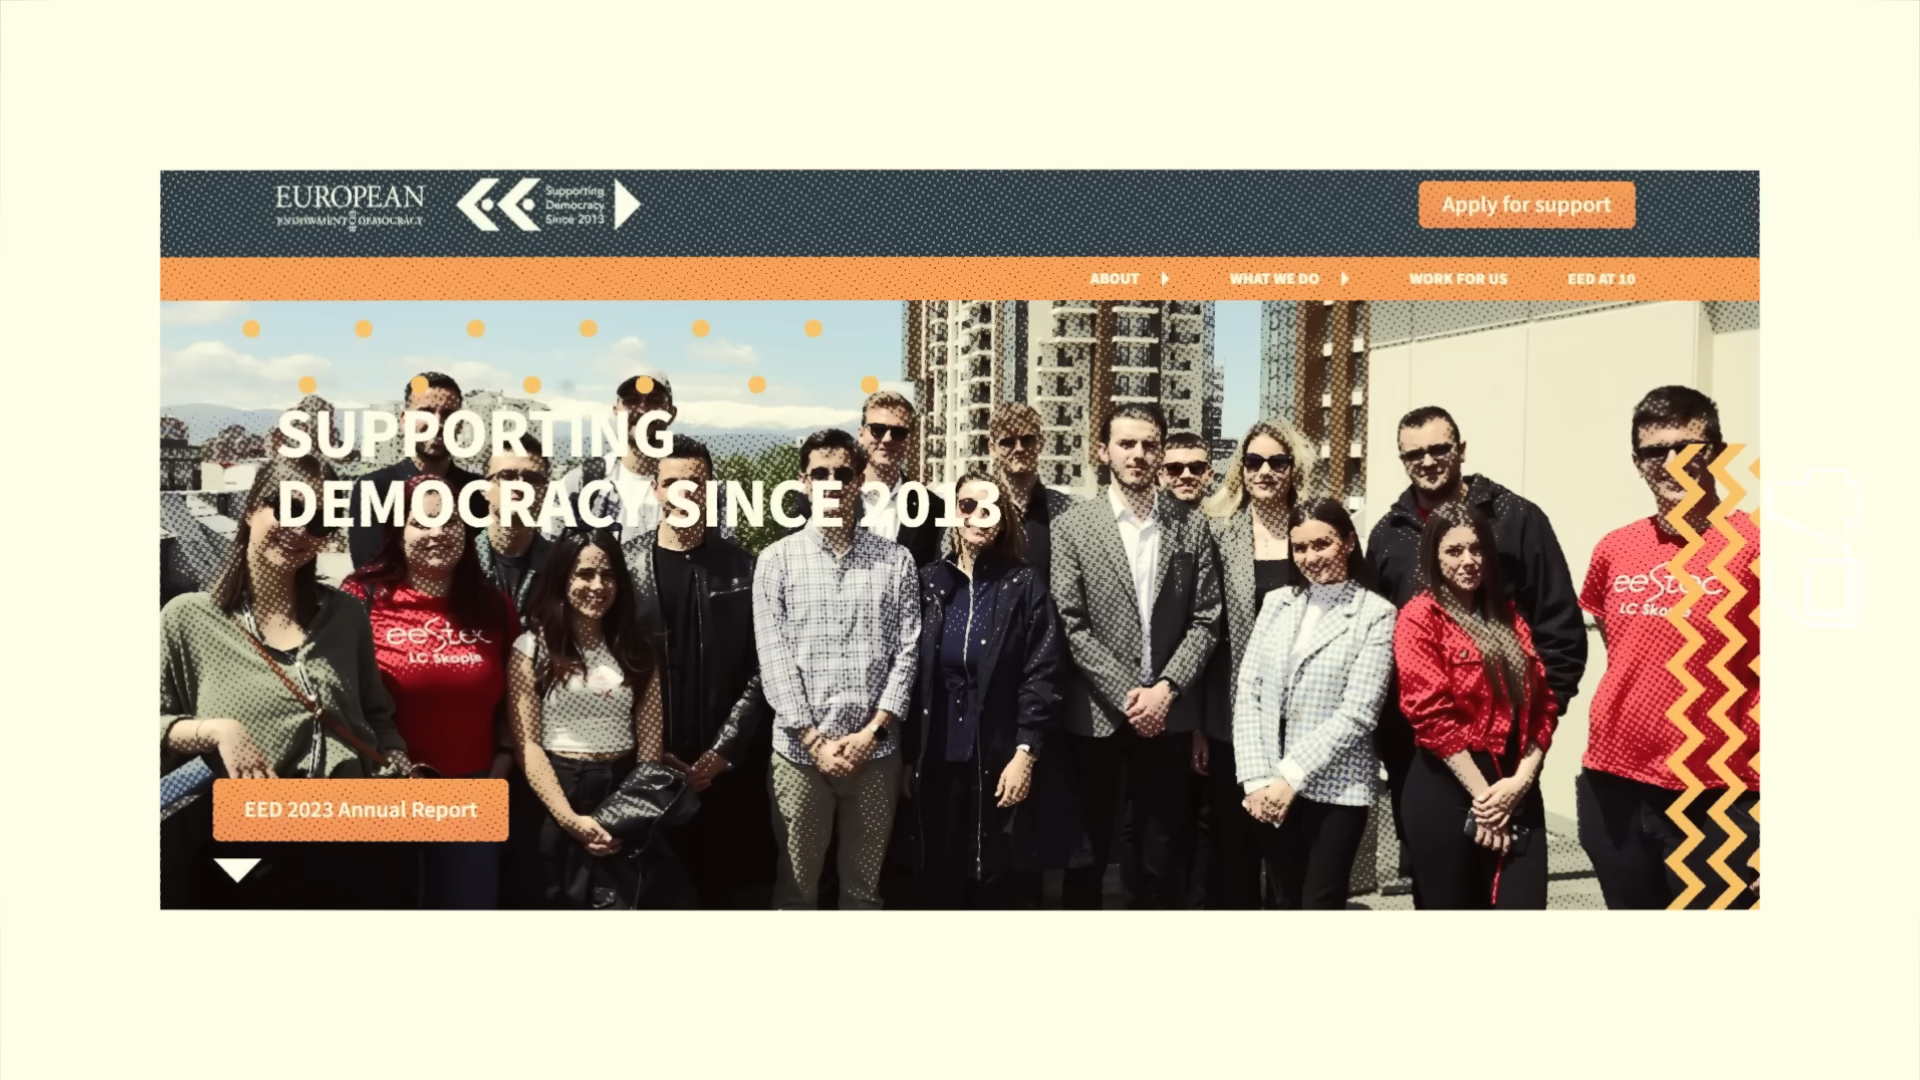 EUROPEAN
ENDOWMENT FOR DEMOCRACY
Supporting
Democracy
Since 2013
Apply for support
ABOUT
WHAT WE DO
WORK FOR US
EED AT 10
SUPPORTING
DEMOCRACY SINCE 2013
eeStec
LC Skopje
eeStec
EED 2023 Annual Report